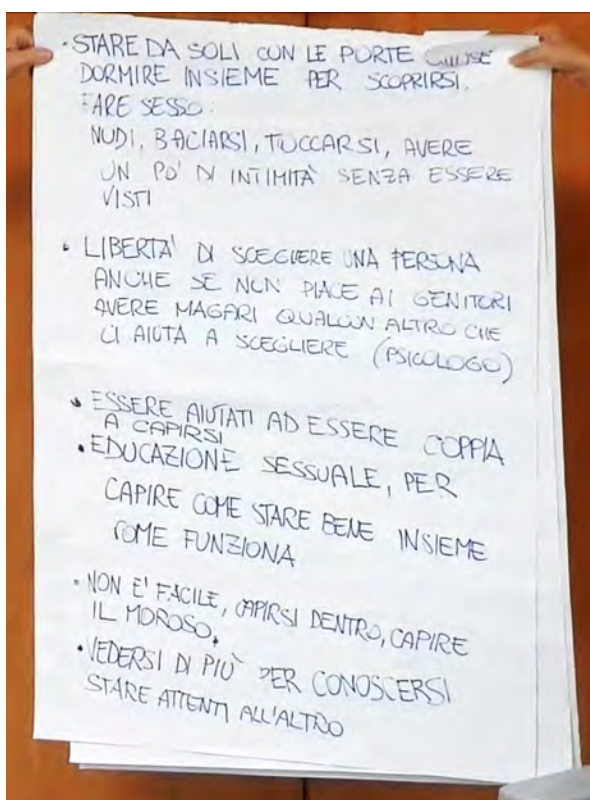 · STARE DA SOLI CON LE PORTE CHIUSE
DORMIRE INSIEME PER SCOPRIRSI.
FARE SESSO:
NUDI, BACIARSI, TOCCARSI, AVERE
UN PO' DI INTIMITÀ SENZA ESSERE
VISTI
· LIBERTA' DI SCEGLIERE UNA PERSONA
ANCHE SE NON PIACE AI GENITORI
AVERE MAGARI QUALCUN ALTRO CHE
CI AIUTA A SCEGLIERE (PSICOLOGO)
· ESSERE AIUTATI AD ESSERE COPPIA
A CAPIRSI
· EDUCAZIONE SESSUALE, PER
CAPIRE COME STARE BENE INSIEME
COME FUNZIONA
· NON E' FACILE, CAPIRSI DENTRO, CAPIRE
IL MOROSO.
· VEDERSI DI PIÙ PER CONOSCERSI
STARE ATTENTI ALL'ALTRO